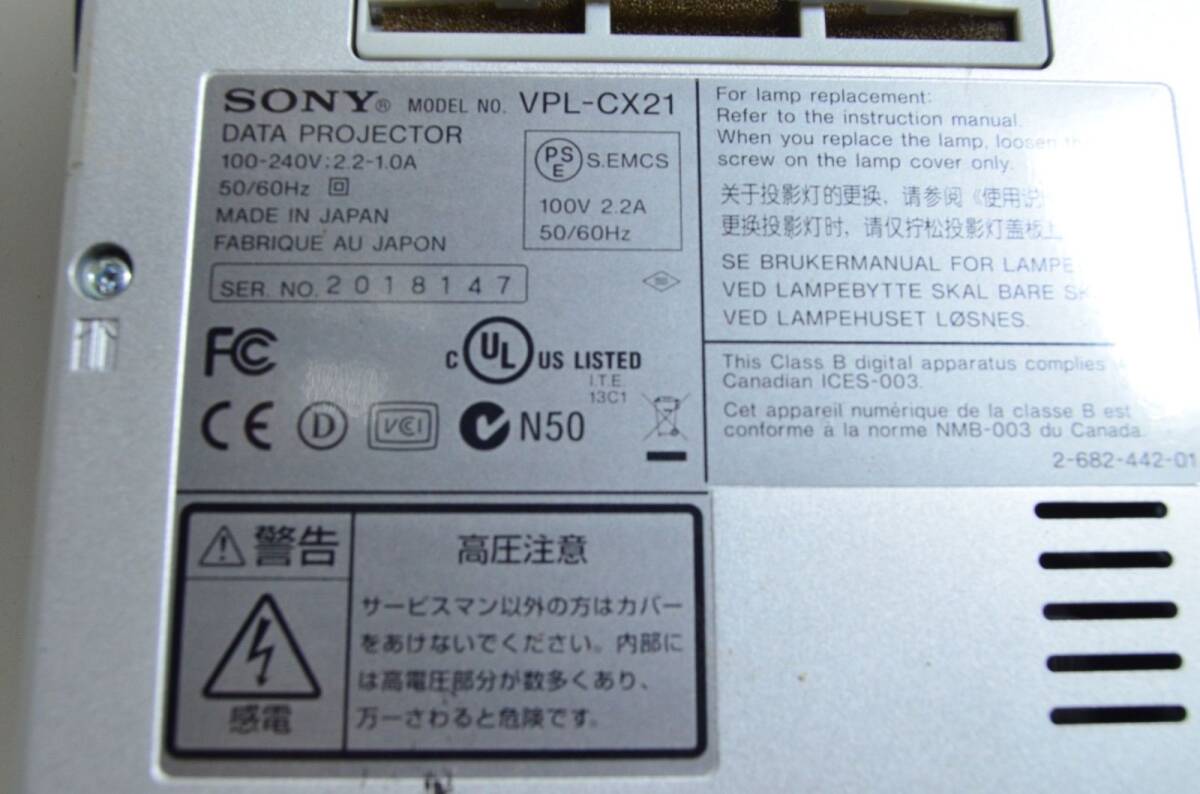 SONY® MODEL NO. VPL-CX21
DATA PROJECTOR
100-240V:2.2-1.0A
50/60Hz
MADE IN JAPAN
FABRIQUE AU JAPON
SER. NO. 2018147
PSE S.EMCS
100V 2.2A
50/60Hz
FC
C UL US LISTED
I.T.E.
13C1
CE D VCI N50
For lamp replacement:
Refer to the instruction manual.
When you replace the lamp, loosen
screw on the lamp cover only.
关于投影灯的更换、请参阅《使用说
更换投影灯时，请仅拧松投影灯盖板上
SE BRUKERMANUAL FOR LAMPE
VED LAMPEBYTTE SKAL BARE
VED LAMPEHUSET LØSNES.
This Class B digital apparatus complies
Canadian ICES-003.
Cet appareil numérique de la classe B est
conforme à la norme NMB-003 du Canada.
2-682-442-01
警告
感電
高圧注意
サービスマン以外の方はカバー
をあけないでください。内部に
は高電圧部分が数多くあり、
万一さわると危険です。